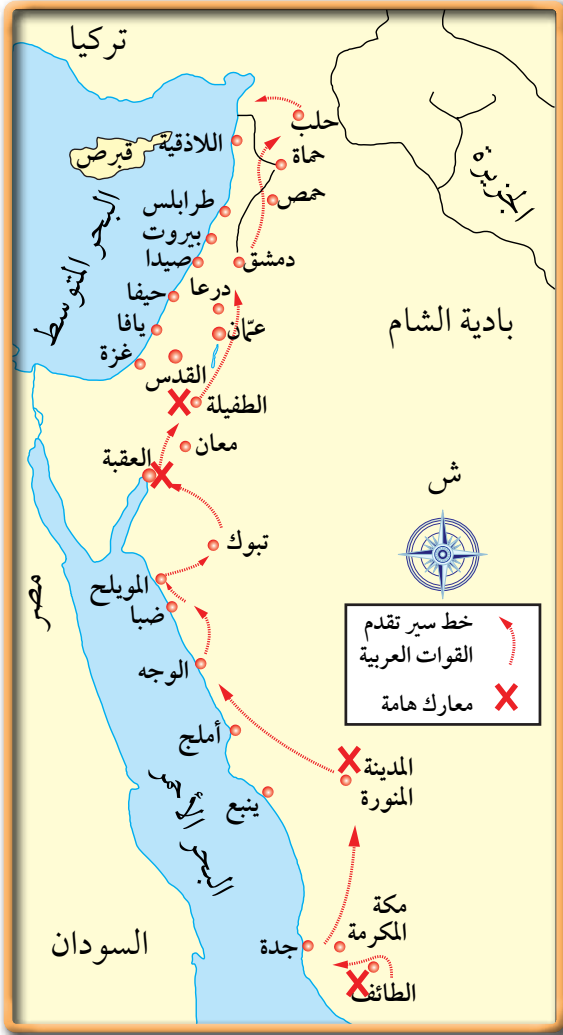 تركيا
حلب
اللاذقية
حماة
قبرص
الجزيرة
حمص
طرابلس
البحر المتوسط
بيروت
صيدا
دمشق
درعا
حيفا
يافا
عمّان
بادية الشام
غزة
القدس
الطفيلة
معان
العقبة
ش
تبوك
المويلح
ضبا
مصر
خط سير تقدم
القوات العربية
معارك هامة
الوجه
أملج
المدينة
المنورة
ينبع
البحر الأحمر
مكة
المكرمة
جدة
السودان
الطائف